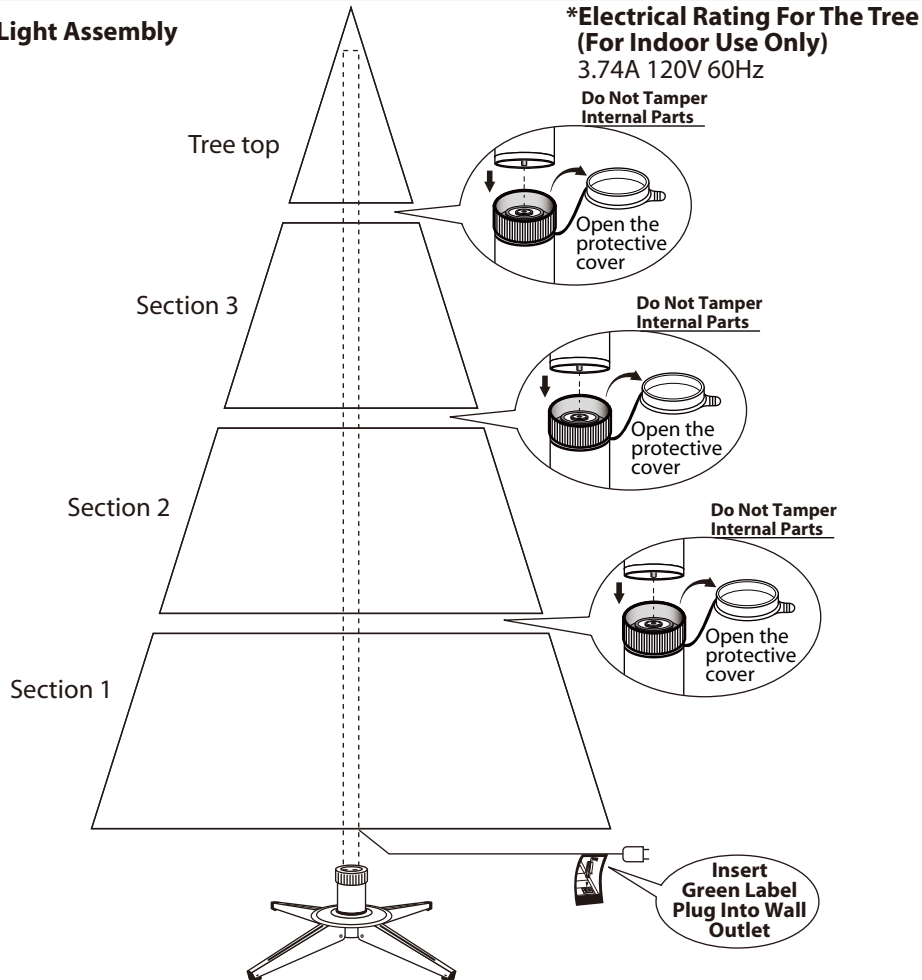 Light Assembly
*Electrical Rating For The Tree
(For Indoor Use Only)
3.74A 120V 60Hz
Do Not Tamper
Internal Parts
Tree top
Open the
protective
cover
Section 3
Do Not Tamper
Internal Parts
Open the
protective
cover
Section 2
Do Not Tamper
Internal Parts
Open the
protective
cover
Section 1
Insert
Green Label
Plug Into Wall
Outlet